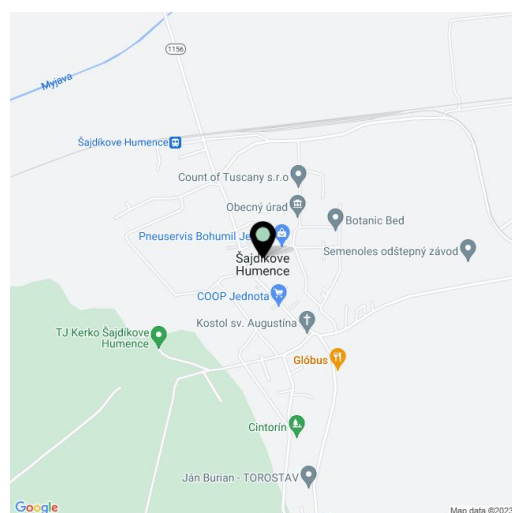 1156
Myjava
Šajdíkove Humence
Count of Tuscany s.r.o
Obecný úrad
Botanic Bed
Pneuservis Bohumil Je
Semenoles odštepný závod
Šajdíkove
Humence
COOP Jednota
Kostol sv. Augustína
TJ Kerko Šajdíkove
Humence
Glóbus
Cintorín
Ján Burian - TOROSTAV
Google
Map data ©2023